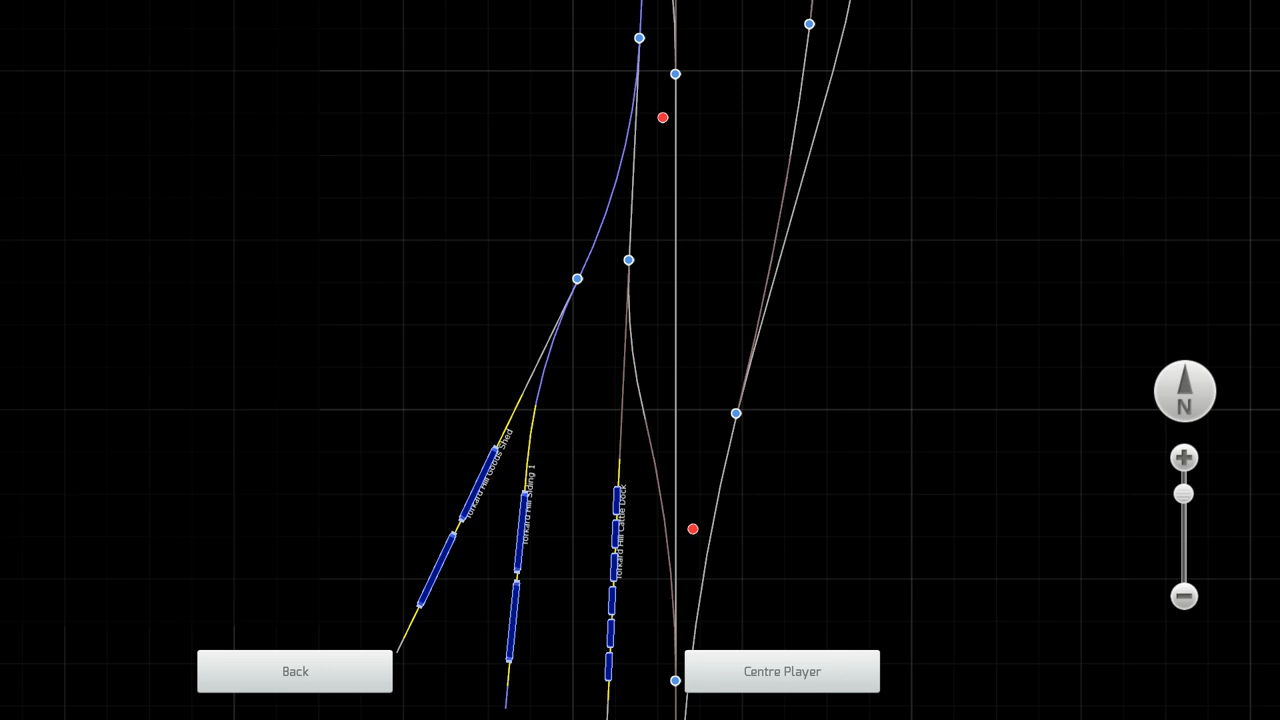 Torkard Hill Goods Shed
Torkard Hill Siding 1
Torkard Hill Cattle Dock
N
Back
Centre Player